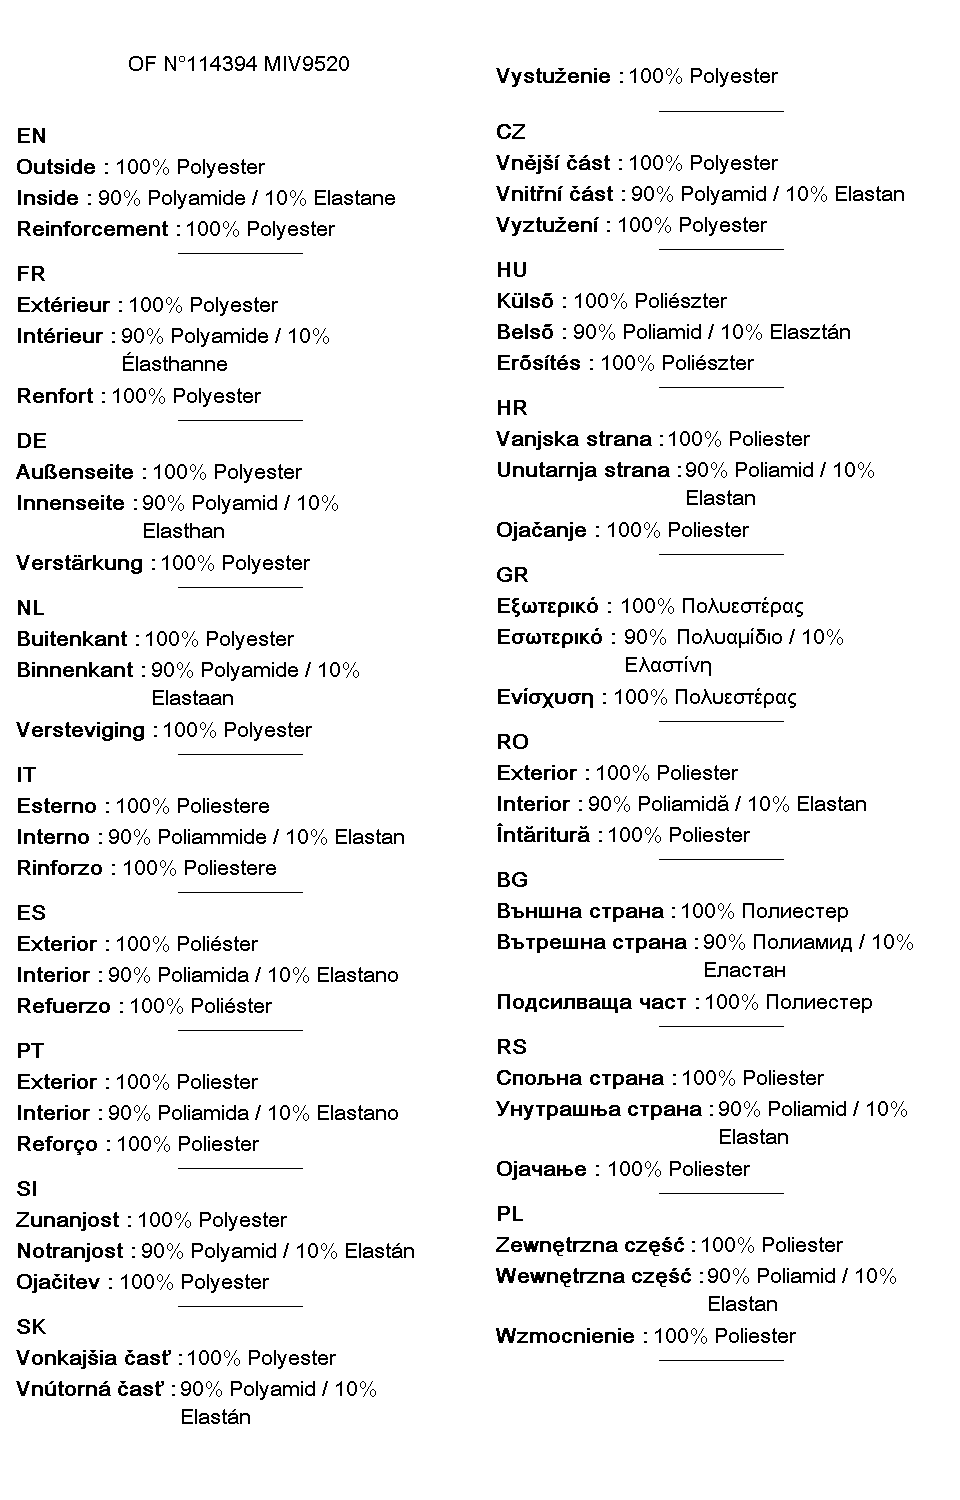 OF N°114394 MIV9520
EN
Outside : 100% Polyester
Inside : 90% Polyamide / 10% Elastane
Reinforcement : 100% Polyester
FR
Extérieur : 100% Polyester
Intérieur : 90% Polyamide / 10%
Élasthanne
Renfort : 100% Polyester
DE
Außenseite : 100% Polyester
Innenseite : 90% Polyamid / 10%
Elasthan
Verstärkung : 100% Polyester
NL
Buitenkant : 100% Polyester
Binnenkant : 90% Polyamide / 10%
Elastaan
Versteviging : 100% Polyester
IT
Esterno : 100% Poliestere
Interno : 90% Poliammide / 10% Elastan
Rinforzo : 100% Poliestere
ES
Exterior : 100% Poliéster
Interior : 90% Poliamida / 10% Elastano
Refuerzo : 100% Poliéster
PT
Exterior : 100% Poliester
Interior : 90% Poliamida / 10% Elastano
Reforço : 100% Poliester
SI
Zunanjost : 100% Polyester
Notranjost : 90% Polyamid / 10% Elastán
Ojačitev : 100% Polyester
SK
Vonkajšia časť : 100% Polyester
Vnútorná časť : 90% Polyamid / 10%
Elastán
Vystuženie : 100% Polyester
CZ
Vnější část : 100% Polyester
Vnitřní část : 90% Polyamid / 10% Elastan
Vyztužení : 100% Polyester
HU
Külsõ : 100% Poliészter
Belsõ : 90% Poliamid / 10% Elasztán
Erõsítés : 100% Poliészter
HR
Vanjska strana : 100% Poliester
Unutarnja strana : 90% Poliamid / 10%
Elastan
Ojačanje : 100% Poliester
GR
Εξωτερικό : 100% Πολυεστέρας
Εσωτερικό : 90% Πολυαμίδιο / 10%
Ελαστίνη
Ενίσχυση : 100% Πολυεστέρας
RO
Exterior : 100% Poliester
Interior : 90% Poliamidă / 10% Elastan
Întăritură : 100% Poliester
BG
Външна страна : 100% Полиестер
Вътрешна страна : 90% Полиамид / 10%
Еластан
Подсилваща част : 100% Полиестер
RS
Спољна страна : 100% Poliester
Унутрашња страна : 90% Poliamid / 10%
Elastan
Ојачање : 100% Poliester
PL
Zewnętrzna część : 100% Poliester
Wewnętrzna część : 90% Poliamid / 10%
Elastan
Wzmocnienie : 100% Poliester